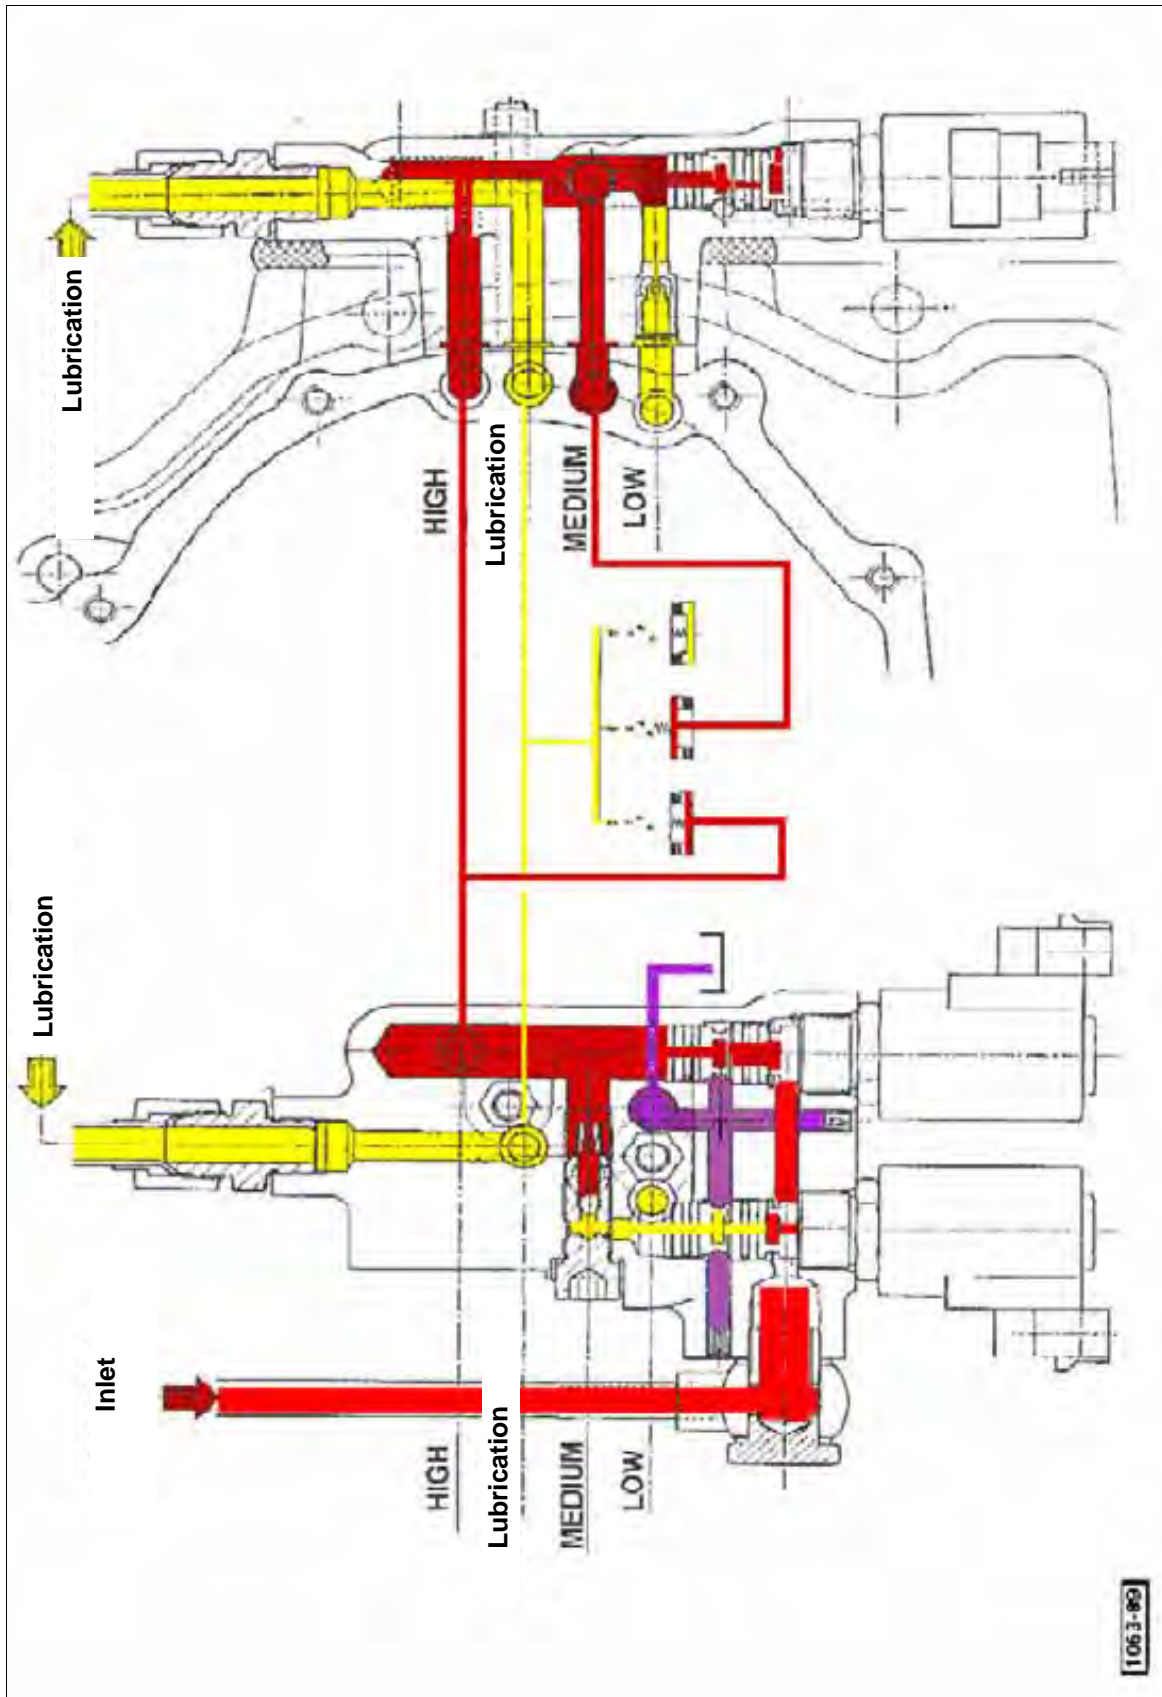 Lubrication
HIGH
Lubrication
MEDIUM
LOW
Lubrication
Inlet
HIGH
Lubrication
MEDIUM
LOW
1063-89